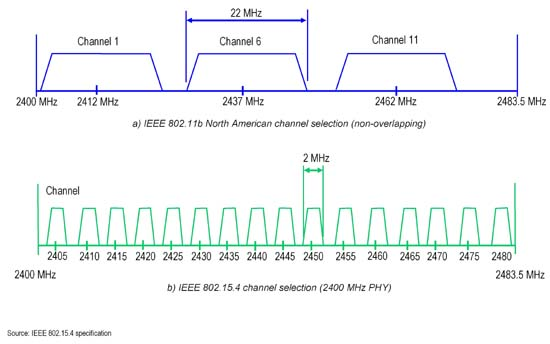 22 MHz
Channel 1
Channel 6
Channel 11
2400 MHz
2412 MHz
2437 MHz
2462 MHz
2483.5 MHz
a) IEEE 802.11b North American channel selection (non-overlapping)
2 MHz
Channel
2405 2410 2415 2420 2425 2430 2435 2440 2445 2450 2455 2460 2465 2470 2475 2480
2400 MHz
2483.5 MHz
b) IEEE 802.15.4 channel selection (2400 MHz PHY)
Source: IEEE 802.15.4 specification